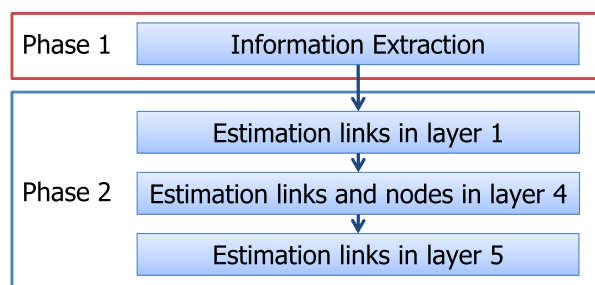 Phase 1
Information Extraction
Estimation links in layer 1
Phase 2
Estimation links and nodes in layer 4
Estimation links in layer 5